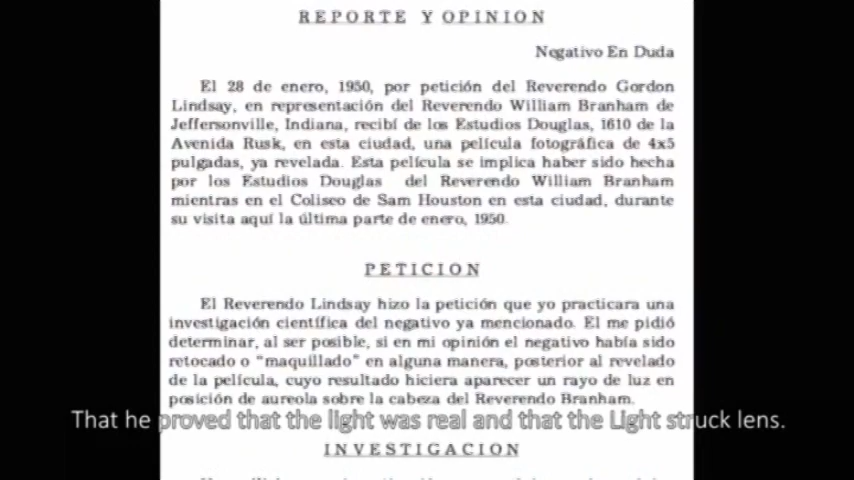 REPORTE Y OPINION
Negativo En Duda
El 28 de enero, 1950, por petición del Reverendo Gordon
Lindsay, en representación del Reverendo William Branham de
Jeffersonville, Indiana, recibí de los Estudios Douglas, 1610 de la
Avenida Rusk, en esta ciudad, una película fotográfica de 4x5
pulgadas, ya revelada. Esta película se implica haber sido hecha
por los Estudios Douglas del Reverendo William Branham
mientras en el Coliseo de Sam Houston en esta ciudad, durante
su visita aquí la última parte de enero, 1950.
PETICION
El Reverendo Lindsay hizo la petición que yo practicara una
investigación científica del negativo ya mencionado. El me pidió
determinar, al ser posible, si en mi opinión el negativo había sido
retocado o "maquillado" en alguna manera, posterior al revelado
de la película, cuyo resultado hiciera aparecer un rayo de luz en
posición de aureola sobre la cabeza del Reverendo Branham.
That he proved that the light was real and that the Light struck lens.
INVESTIGACION